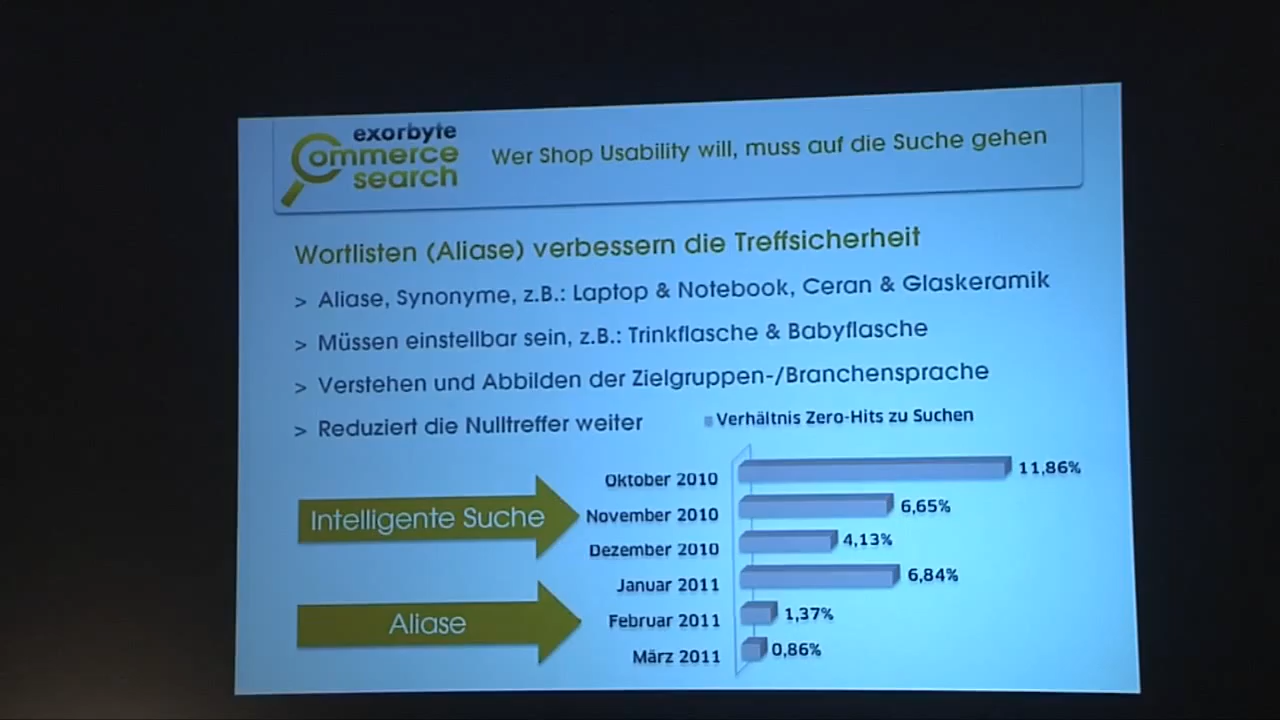 exorbyte
Commerce
search
Wer Shop Usability will, muss auf die Suche gehen
Wortlisten (Aliase) verbessern die Treffsicherheit
> Aliase, Synonyme, z.B.: Laptop & Notebook, Ceran & Glaskeramik
> Müssen einstellbar sein, z.B.: Trinkflasche & Babyflasche
> Verstehen und Abbilden der Zielgruppen-/Branchensprache
> Reduziert die Nulltreffer weiter
Verhältnis Zero-Hits zu Suchen
Oktober 2010 11,86%
Intelligente Suche
November 2010 6,65%
Dezember 2010 4,13%
Januar 2011 6,84%
Aliase
Februar 2011 1,37%
März 2011 0,86%